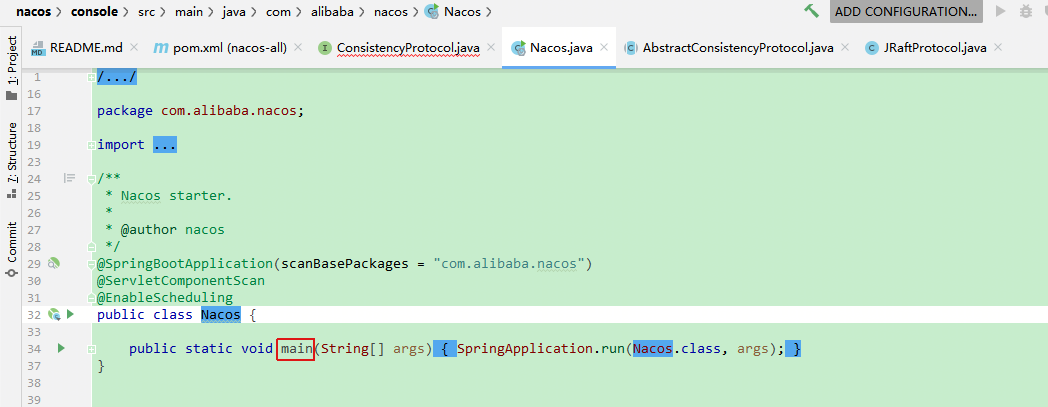 nacos › console › src › main › java › com › alibaba › nacos › Nacos › ADD CONFIGURATION...
README.md × pom.xml (nacos-all) × ConsistencyProtocol.java × Nacos.java × AbstractConsistencyProtocol.java × JRaftProtocol.java ×
1: Project
7: Structure
Commit
1 /.../
16
17 package com.alibaba.nacos;
18
19 import ...
23
24 /**
25 * Nacos starter.
26 *
27 * @author nacos
28 */
29 @SpringBootApplication(scanBasePackages = "com.alibaba.nacos")
30 @ServletComponentScan
31 @EnableScheduling
32 public class Nacos {
33
34 public static void main(String[] args) { SpringApplication.run(Nacos.class, args); }
37 }
38
39